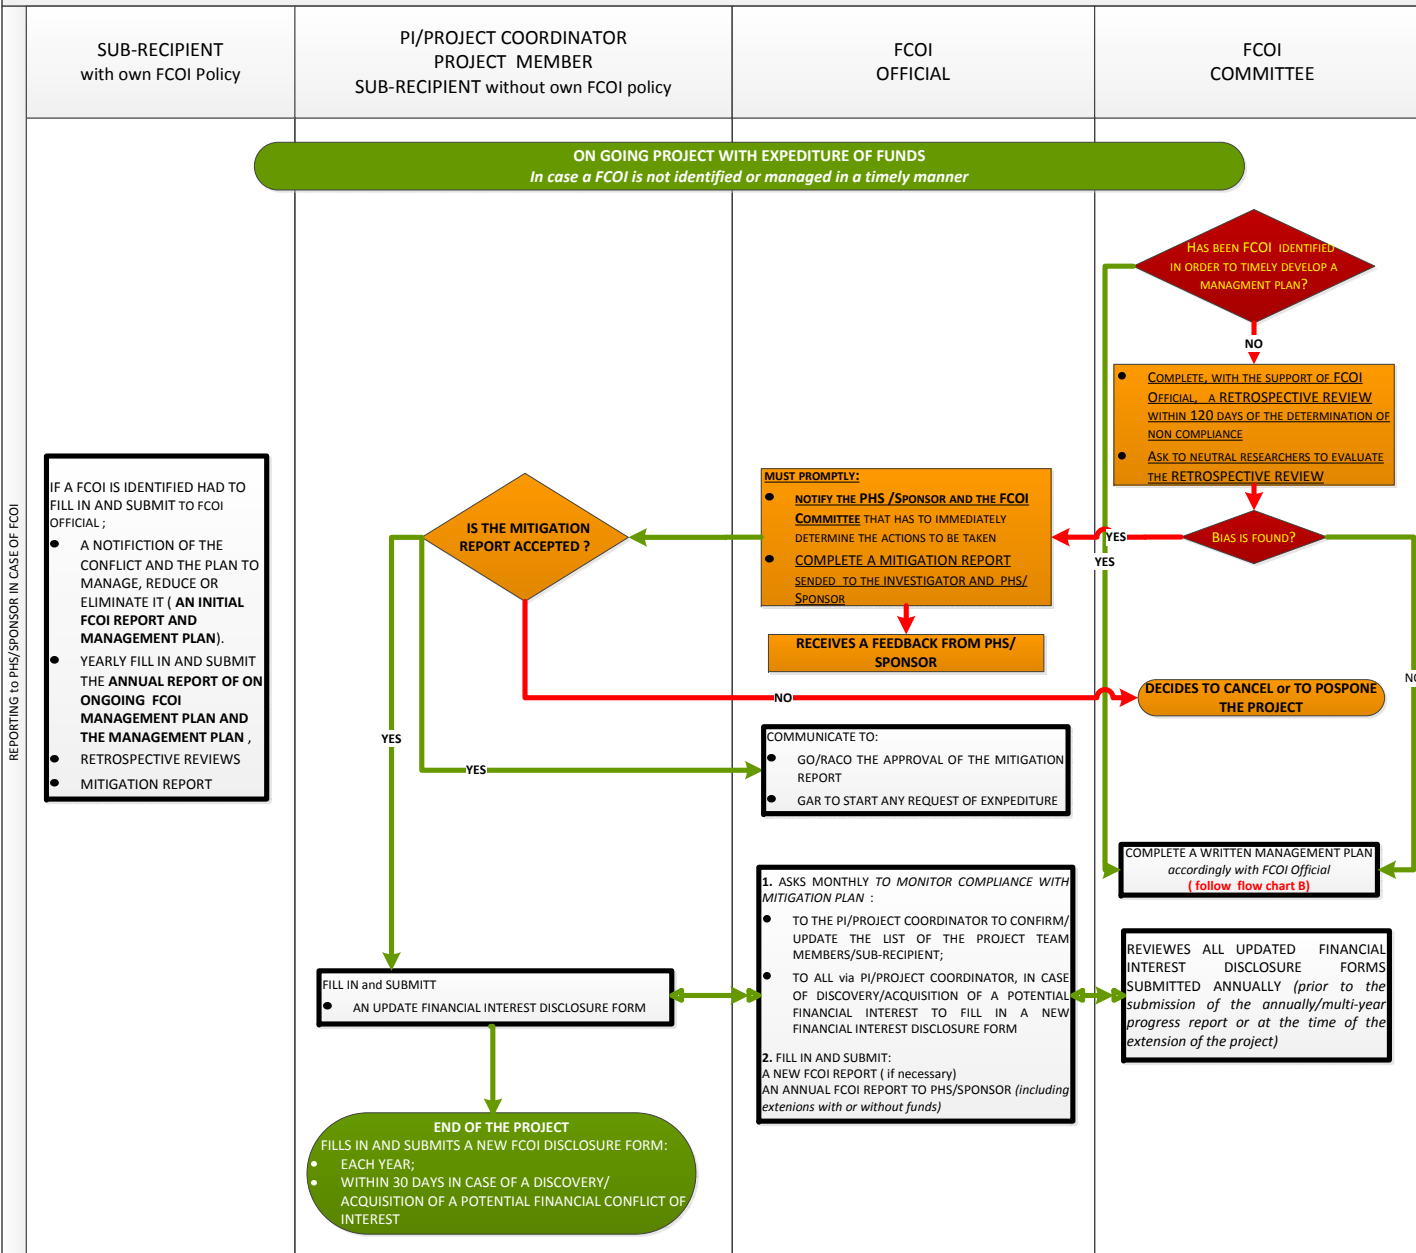 SUB-RECIPIENT
with own FCOI Policy
PI/PROJECT COORDINATOR
PROJECT MEMBER
SUB-RECIPIENT without own FCOI policy
FCOI
OFFICIAL
FCOI
COMMITTEE
REPORTING to PHS/SPONSOR IN CASE OF FCOI
ON GOING PROJECT WITH EXPEDITURE OF FUNDS
In case a FCOI is not identified or managed in a timely manner
HAS BEEN FCOI IDENTIFIED
IN ORDER TO TIMELY DEVELOP A
MANAGMENT PLAN?
NO
COMPLETE, WITH THE SUPPORT OF FCOI
OFFICIAL, A RETROSPECTIVE REVIEW
WITHIN 120 DAYS OF THE DETERMINATION OF
NON COMPLIANCE
ASK TO NEUTRAL RESEARCHERS TO EVALUATE
THE RETROSPECTIVE REVIEW
BIAS IS FOUND?
YES
YES
NO
MUST PROMPTLY:
NOTIFY THE PHS /SPONSOR AND THE FCOI
COMMITTEE THAT HAS TO IMMEDIATELY
DETERMINE THE ACTIONS TO BE TAKEN
COMPLETE A MITIGATION REPORT
SENDED TO THE INVESTIGATOR AND PHS/
SPONSOR
RECEIVES A FEEDBACK FROM PHS/
SPONSOR
IS THE MITIGATION
REPORT ACCEPTED ?
NO
DECIDES TO CANCEL or TO POSPONE
THE PROJECT
YES
YES
IF A FCOI IS IDENTIFIED HAD TO
FILL IN AND SUBMIT TO FCOI
OFFICIAL ;
A NOTIFICTION OF THE
CONFLICT AND THE PLAN TO
MANAGE, REDUCE OR
ELIMINATE IT ( AN INITIAL
FCOI REPORT AND
MANAGEMENT PLAN).
YEARLY FILL IN AND SUBMIT
THE ANNUAL REPORT OF ON
ONGOING FCOI
MANAGEMENT PLAN AND
THE MANAGEMENT PLAN ,
RETROSPECTIVE REVIEWS
MITIGATION REPORT
COMMUNICATE TO:
GO/RACO THE APPROVAL OF THE MITIGATION
REPORT
GAR TO START ANY REQUEST OF EXNPEDITURE
COMPLETE A WRITTEN MANAGEMENT PLAN
accordingly with FCOI Official
( follow flow chart B)
1. ASKS MONTHLY TO MONITOR COMPLIANCE WITH
MITIGATION PLAN :
TO THE PI/PROJECT COORDINATOR TO CONFIRM/
UPDATE THE LIST OF THE PROJECT TEAM
MEMBERS/SUB-RECIPIENT;
TO ALL via PI/PROJECT COORDINATOR, IN CASE
OF DISCOVERY/ACQUISITION OF A POTENTIAL
FINANCIAL INTEREST TO FILL IN A NEW
FINANCIAL INTEREST DISCLOSURE FORM
2. FILL IN AND SUBMIT:
A NEW FCOI REPORT ( if necessary)
AN ANNUAL FCOI REPORT TO PHS/SPONSOR (including
extenions with or without funds)
REVIEWES ALL UPDATED FINANCIAL
INTEREST DISCLOSURE FORMS
SUBMITTED ANNUALLY (prior to the
submission of the annually/multi-year
progress report or at the time of the
extension of the project)
FILL IN and SUBMITT
AN UPDATE FINANCIAL INTEREST DISCLOSURE FORM
END OF THE PROJECT
FILLS IN AND SUBMITS A NEW FCOI DISCLOSURE FORM:
EACH YEAR;
WITHIN 30 DAYS IN CASE OF A DISCOVERY/
ACQUISITION OF A POTENTIAL FINANCIAL CONFLICT OF
INTEREST